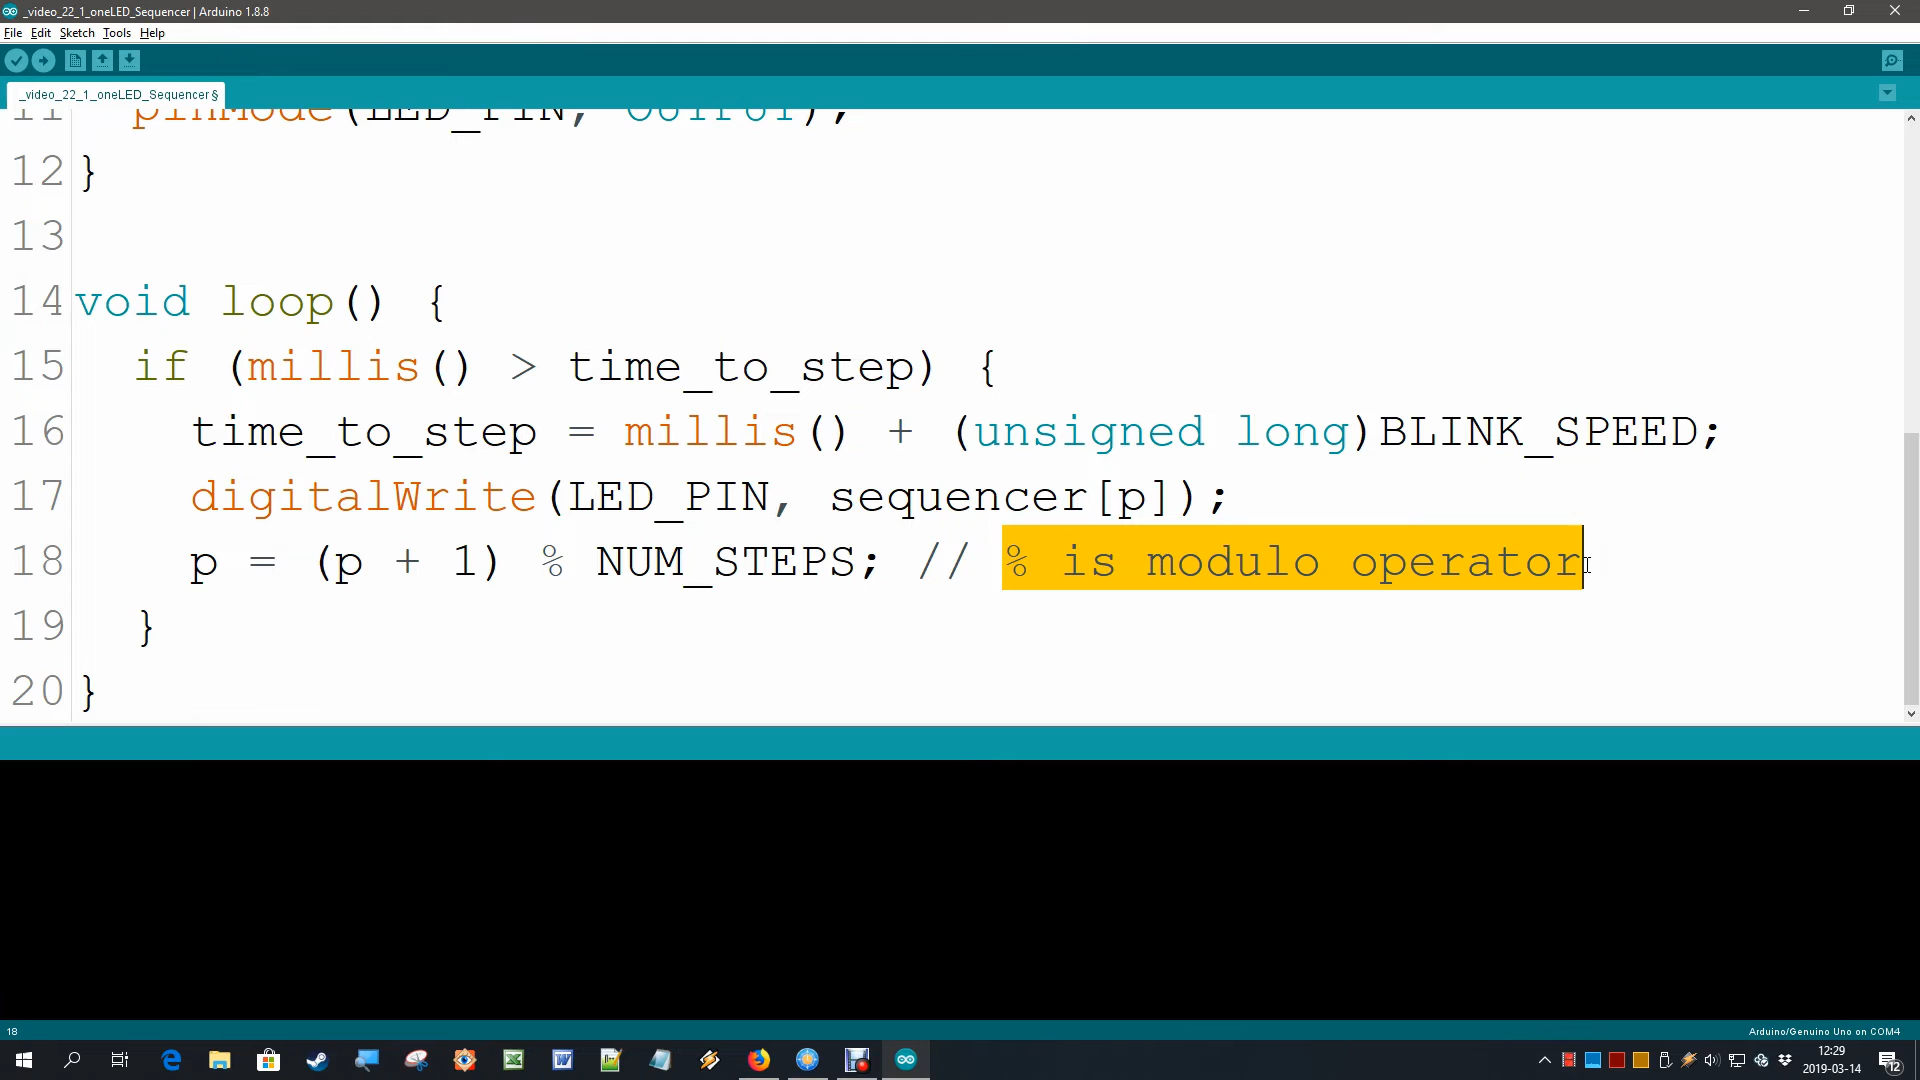 _video_22_1_oneLED_Sequencer | Arduino 1.8.8
File Edit Sketch Tools Help
_video_22_1_oneLED_Sequencer §
11 pinMode(LED_PIN, OUTPUT);
12 }
13
14 void loop() {
15 if (millis() > time_to_step) {
16 time_to_step = millis() + (unsigned long)BLINK_SPEED;
17 digitalWrite(LED_PIN, sequencer[p]);
18 p = (p + 1) % NUM_STEPS; // % is modulo operator
19 }
20 }
18
Arduino/Genuino Uno on COM4
12:29
2019-03-14
12